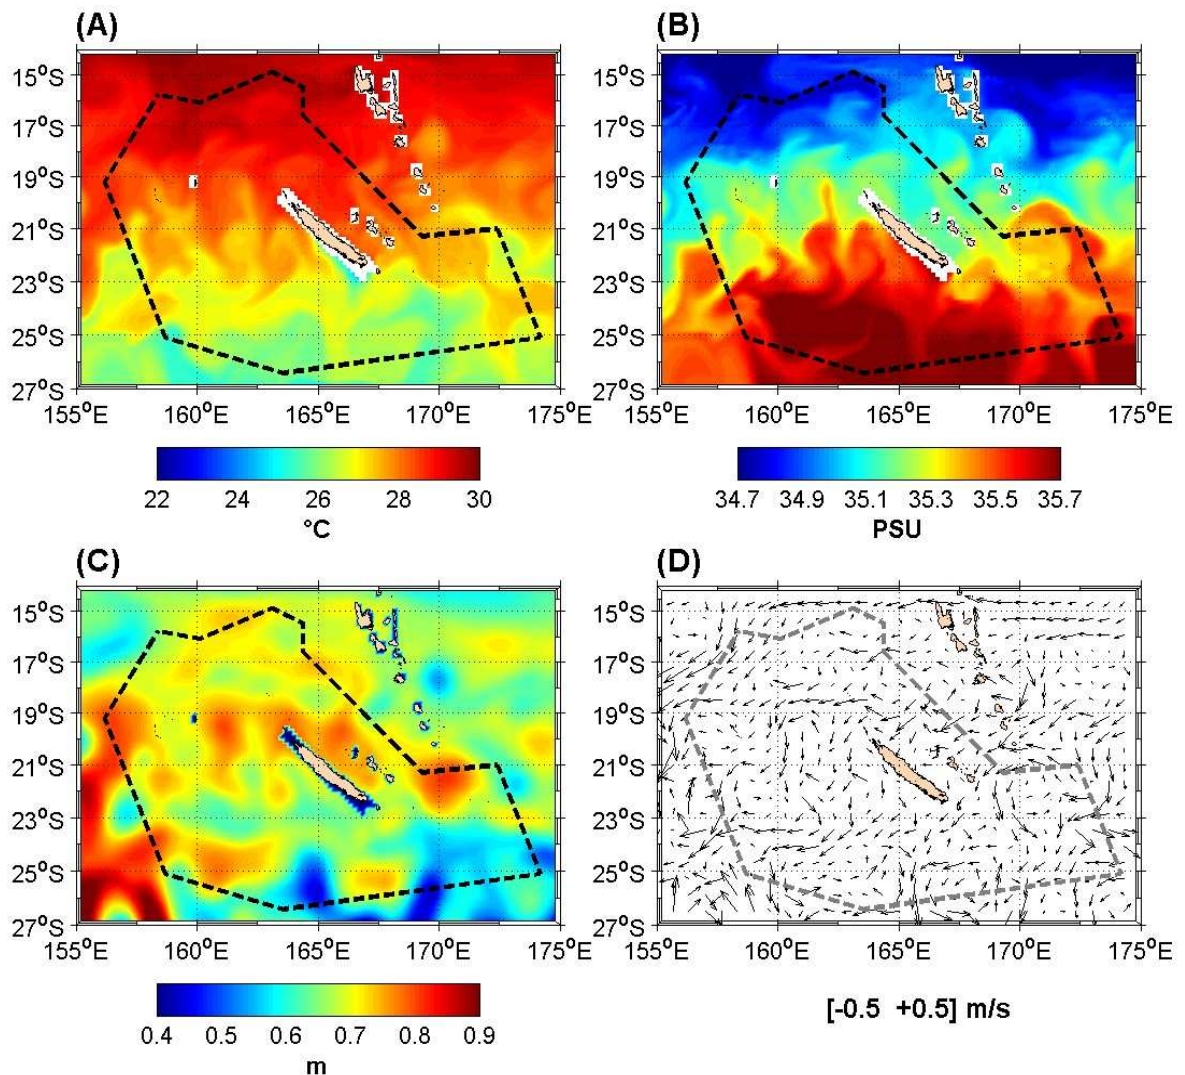 (A)
(B)
15°S
17°S
19°S
21°S
23°S
25°S
27°S
155°E 160°E 165°E 170°E 175°E
15°S
17°S
19°S
21°S
23°S
25°S
27°S
155°E 160°E 165°E 170°E 175°E
22 24 26 28 30
°C
34.7 34.9 35.1 35.3 35.5 35.7
PSU
(C)
(D)
15°S
17°S
19°S
21°S
23°S
25°S
27°S
155°E 160°E 165°E 170°E 175°E
15°S
17°S
19°S
21°S
23°S
25°S
27°S
155°E 160°E 165°E 170°E 175°E
0.4 0.5 0.6 0.7 0.8 0.9
m
[-0.5 +0.5] m/s